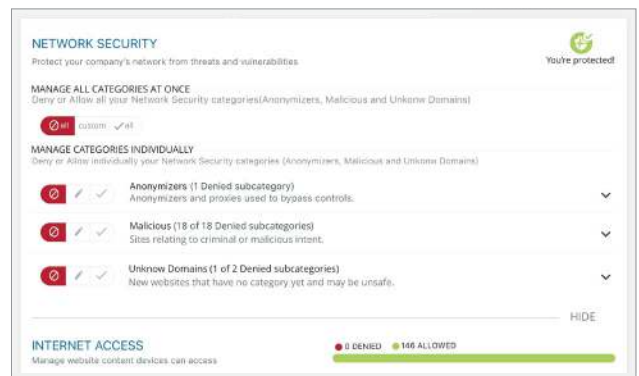 NETWORK SECURITY
Protect your company's network from threats and vulnerabilities
You're protected!
MANAGE ALL CATEGORIES AT ONCE
Deny or Allow all your Network Security categories(Anonymizers, Malicious and Unkonw Domains)
all custom all
MANAGE CATEGORIES INDIVIDUALLY
Deny or Allow individually your Network Security categories (Anonymizers, Malicious and Unkonw Domains)
Anonymizers (1 Denied subcategory)
Anonymizers and proxies used to bypass controls.
Malicious (18 of 18 Denied subcategories)
Sites relating to criminal or malicious intent.
Unknow Domains (1 of 2 Denied subcategories)
New websites that have no category yet and may be unsafe.
HIDE
INTERNET ACCESS
0 DENIED 146 ALLOWED
Manage website content devices can access